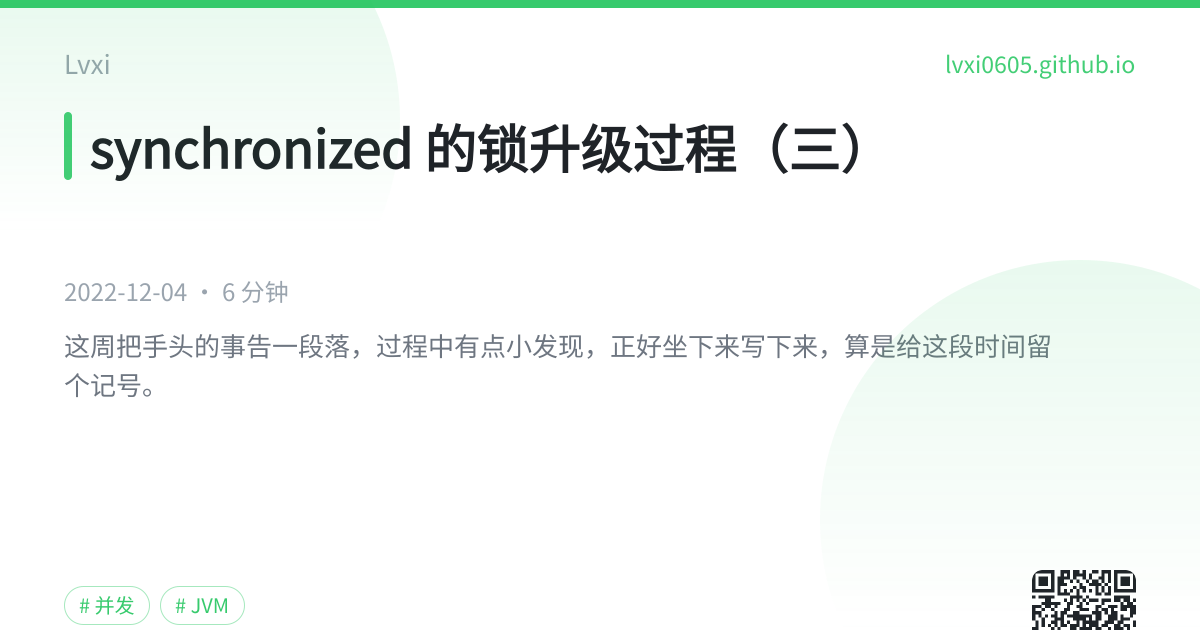 Lvxi
lvxi0605.github.io
synchronized 的锁升级过程（三）
2022-12-04 · 6 分钟
这周把手头的事告一段落，过程中有点小发现，正好坐下来写下来，算是给这段时间留
个记号。
# 并发
# JVM